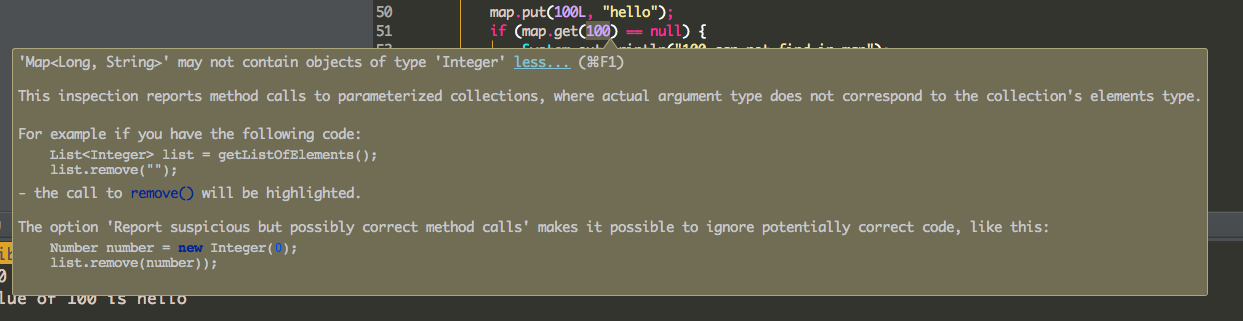 50 map.put(100L, "hello");
51 if (map.get(100) == null) {
'Map<Long, String>' may not contain objects of type 'Integer' less... (⌘F1)
This inspection reports method calls to parameterized collections, where actual argument type does not correspond to the collection's elements type.
For example if you have the following code:
List<Integer> list = getListOfElements();
list.remove("");
- the call to remove() will be highlighted.
The option 'Report suspicious but possibly correct method calls' makes it possible to ignore potentially correct code, like this:
Number number = new Integer(0);
list.remove(number));
lue of 100 is hello